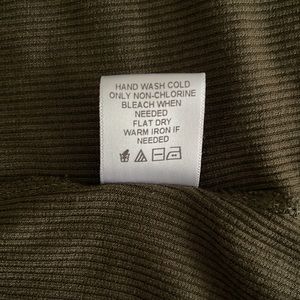 HAND WASH COLD
ONLY NON-CHLORINE
BLEACH WHEN
NEEDED
FLAT DRY
WARM IRON IF
NEEDED